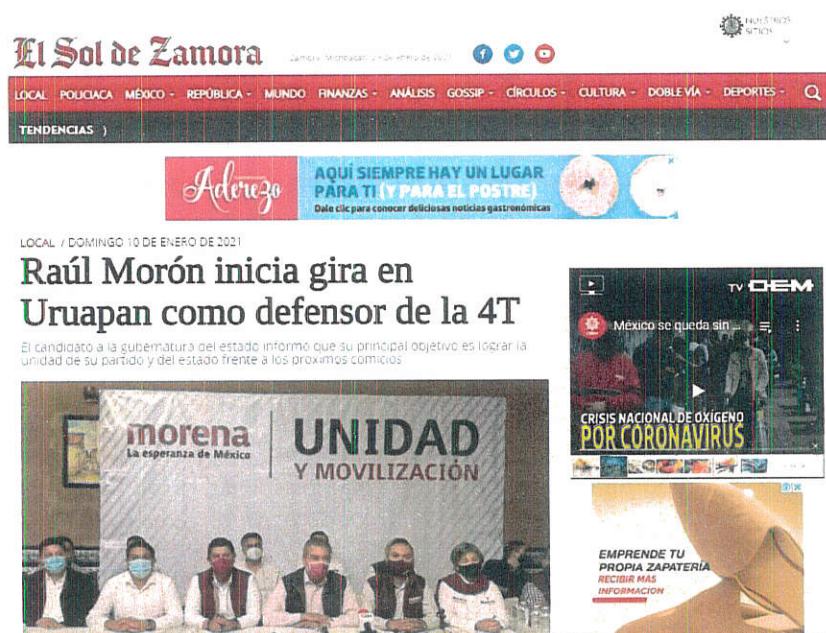 NUESTROS
SITIOS
El Sol de Zamora
LOCAL POLICIACA MÉXICO REPÚBLICA MUNDO FINANZAS ANÁLISIS GOSSIP CÍRCULOS CULTURA DOBLE VÍA DEPORTES
TENDENCIAS )
Aderezo
AQUÍ SIEMPRE HAY UN LUGAR
PARA TI (Y PARA EL POSTRE)
Dale clic para conocer deliciosas noticias gastronómicas
LOCAL / DOMINGO 10 DE ENERO DE 2021
Raúl Morón inicia gira en
Uruapan como defensor de la 4T
El candidato a la gubernatura del estado informó que su principal objetivo es lograr la
unidad de su partido y del estado frente a los próximos comicios
morena
La esperanza de México
UNIDAD
Y MOVILIZACIÓN
TV OEM
México se queda sin ...
CRISIS NACIONAL DE OXÍGENO
POR CORONAVIRUS
EMPRENDE TU
PROPIA ZAPATERÍA
RECIBIR MAS
INFORMACION